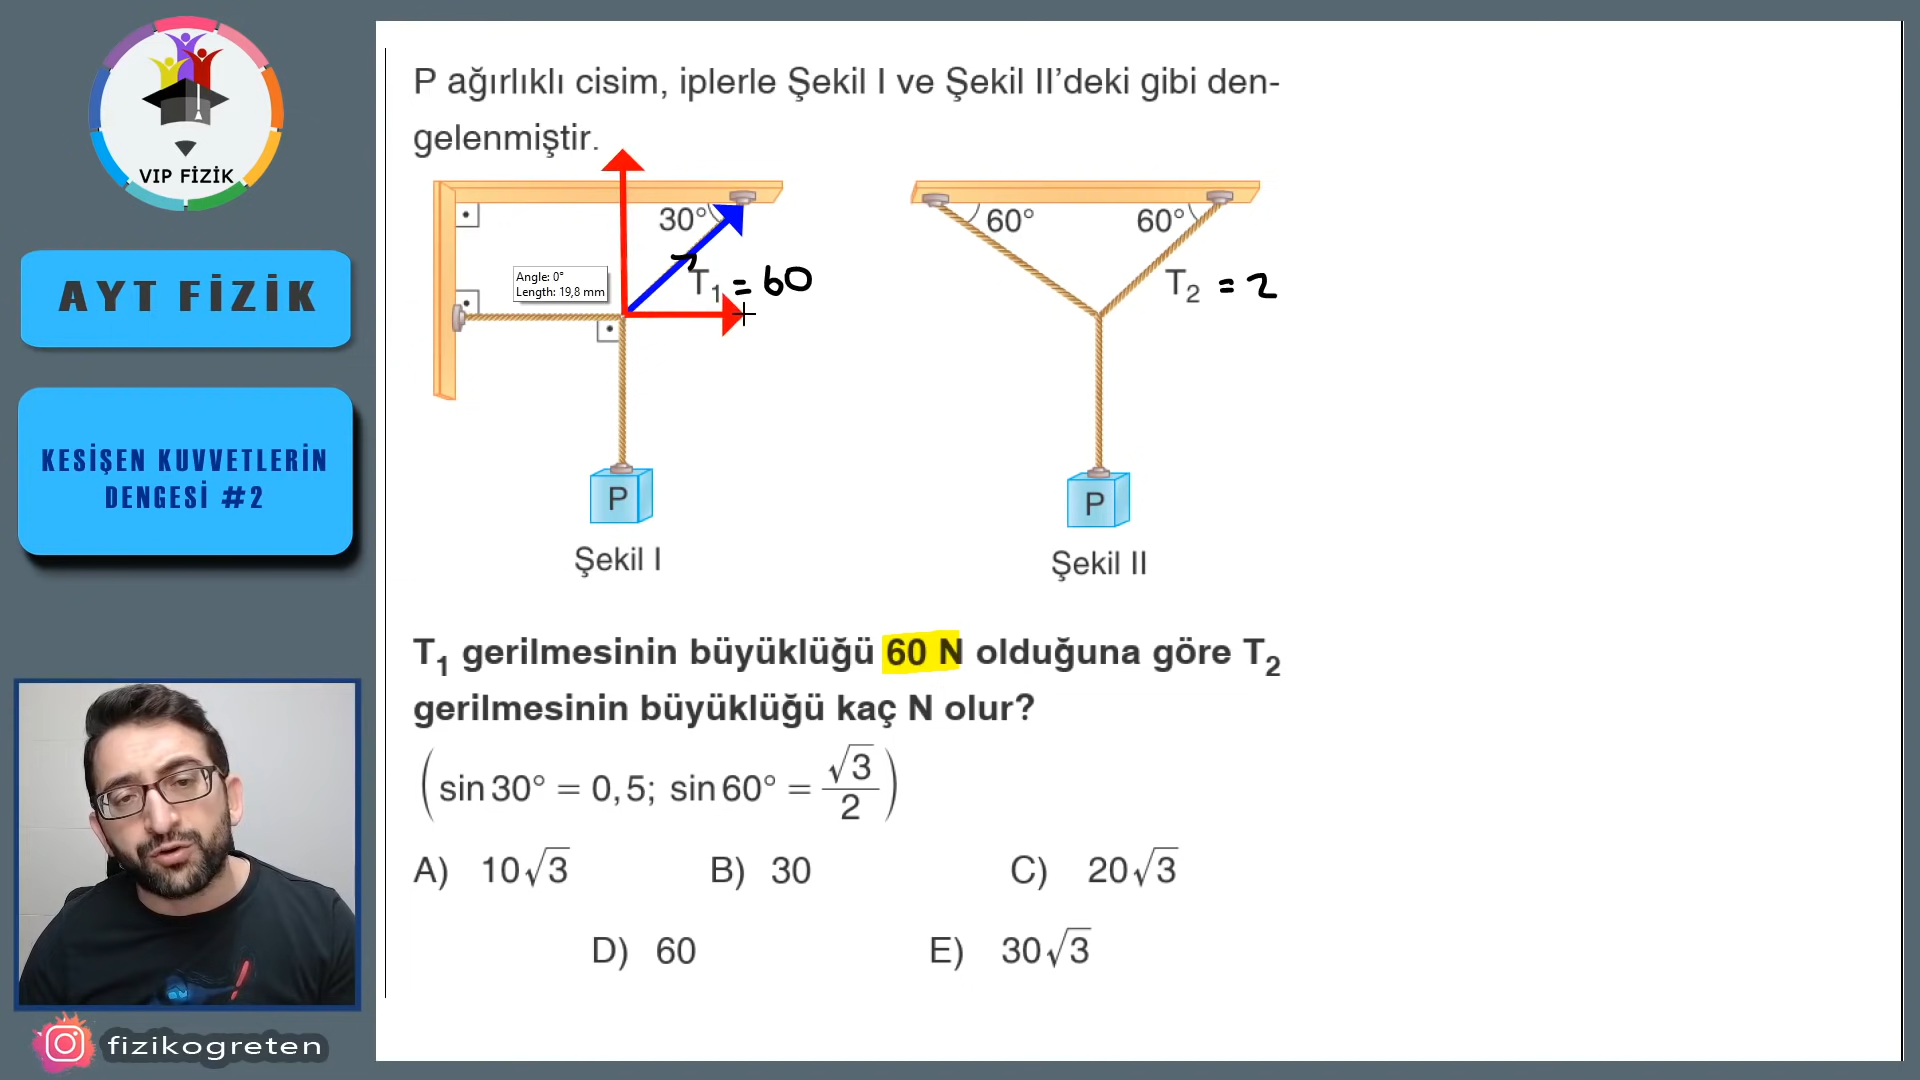 VIP FİZİK
AYT FİZİK
KESİŞEN KUVVETLERİN
DENGESİ #2
P ağırlıklı cisim, iplerle Şekil I ve Şekil II’deki gibi den-
gelenmiştir.
30°
Angle: 0°
Length: 19,8 mm
T₁ = 60
P
Şekil I
60°
60°
T₂ = 2
P
Şekil II
T₁ gerilmesinin büyüklüğü 60 N olduğuna göre T₂
gerilmesinin büyüklüğü kaç N olur?
(sin 30° = 0,5; sin 60° = √3/2)
A) 10√3 B) 30 C) 20√3
D) 60 E) 30√3
fizikogreten